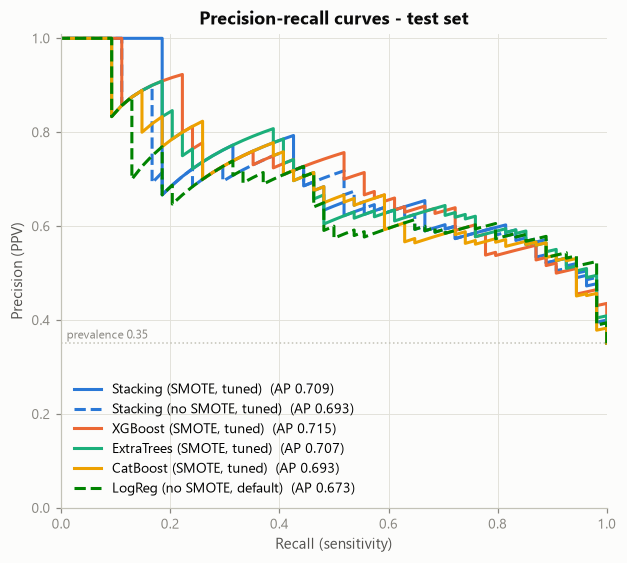 Precision-recall curves - test set
1.0
0.8
0.6
0.4
0.2
0.0
Precision (PPV)
prevalence 0.35
Stacking (SMOTE, tuned)  (AP 0.709)
Stacking (no SMOTE, tuned)  (AP 0.693)
XGBoost (SMOTE, tuned)  (AP 0.715)
ExtraTrees (SMOTE, tuned)  (AP 0.707)
CatBoost (SMOTE, tuned)  (AP 0.693)
LogReg (no SMOTE, default)  (AP 0.673)
0.0 0.2 0.4 0.6 0.8 1.0
Recall (sensitivity)